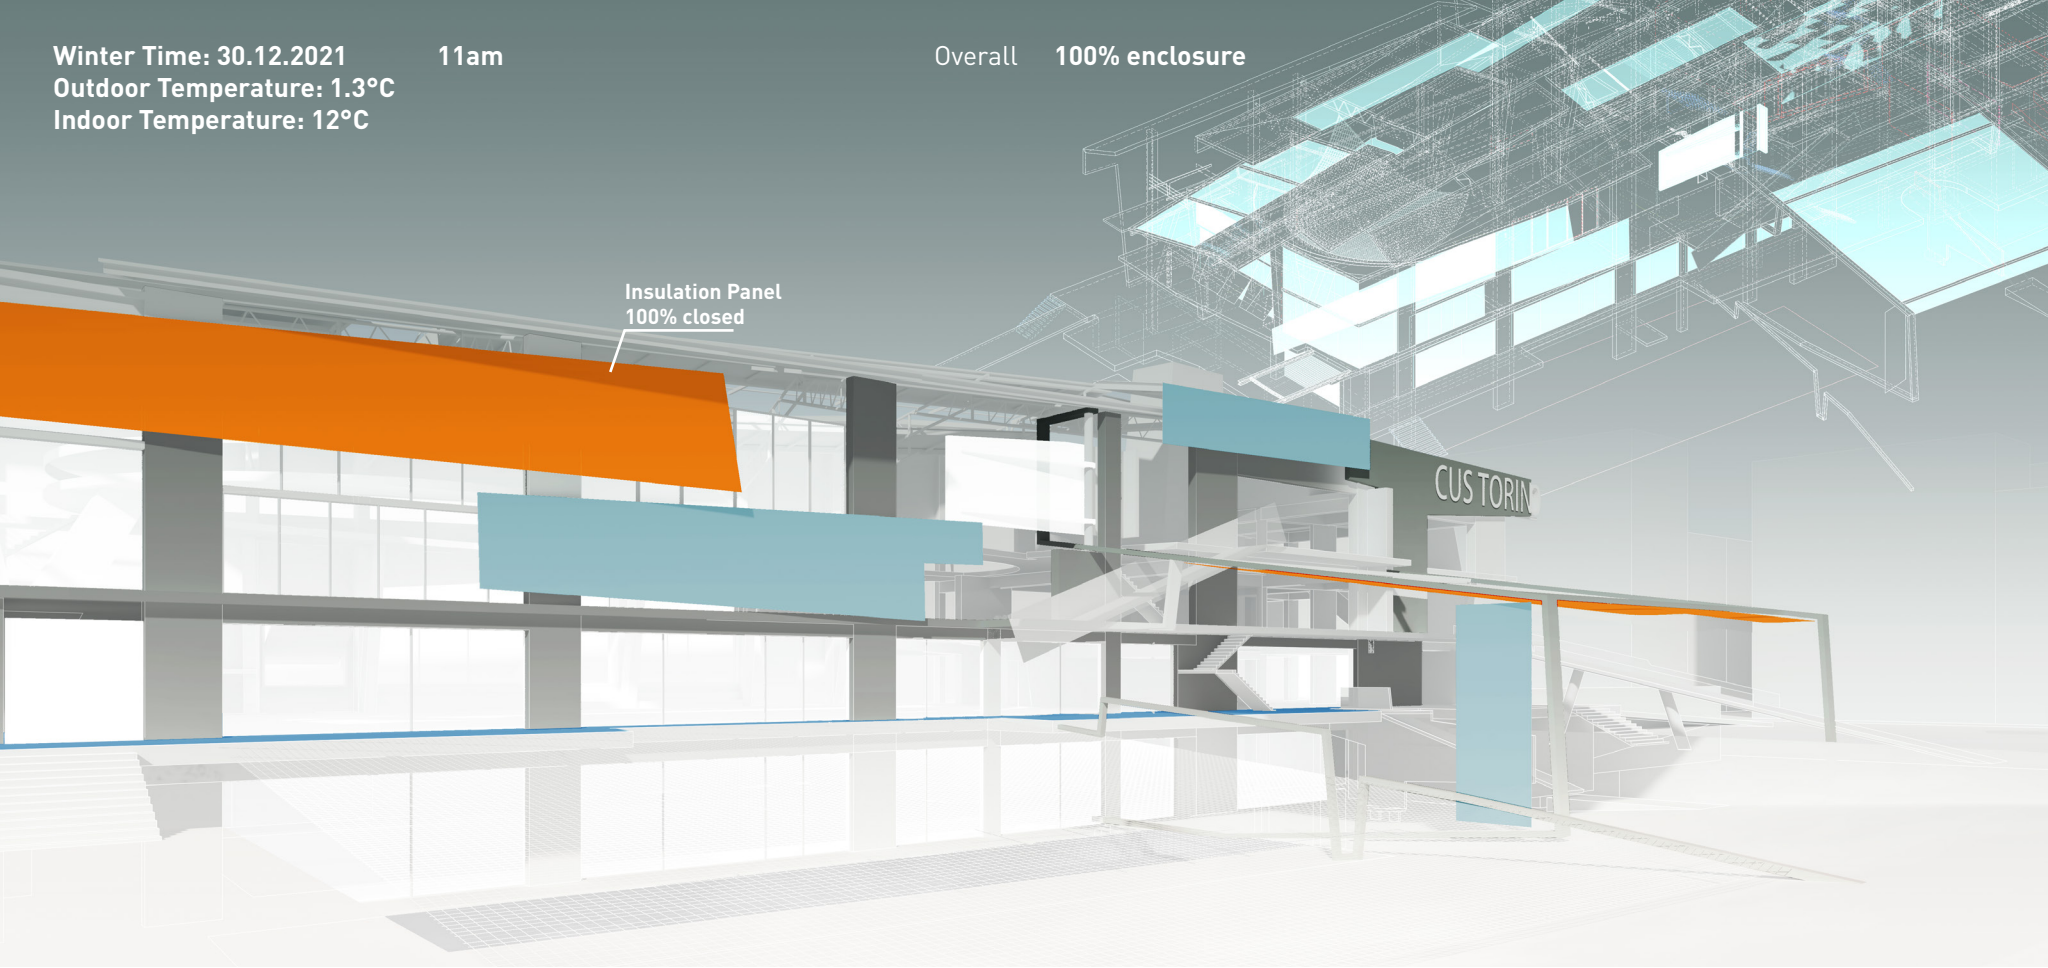 Winter Time: 30.12.2021 11am
Overall 100% enclosure
Outdoor Temperature: 1.3°C
Indoor Temperature: 12°C
Insulation Panel
100% closed
CUS TORIN